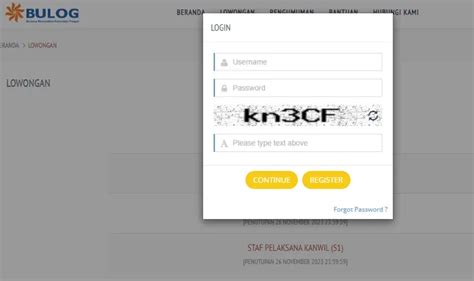 BULOG
BERANDA LOWONGAN PENGUMUMAN BANTUAN HUBUNGI KAMI
LOGIN
BERANDA > LOWONGAN
Username
LOWONGAN
Password
kn3CF
Please type text above
CONTINUE REGISTER
Forgot Password ?
[PENUTUPAN 26 NOVEMBER 2023 23:59:59]
STAF PELAKSANA KANWIL (S1)
[PENUTUPAN 26 NOVEMBER 2023 23:59:59]